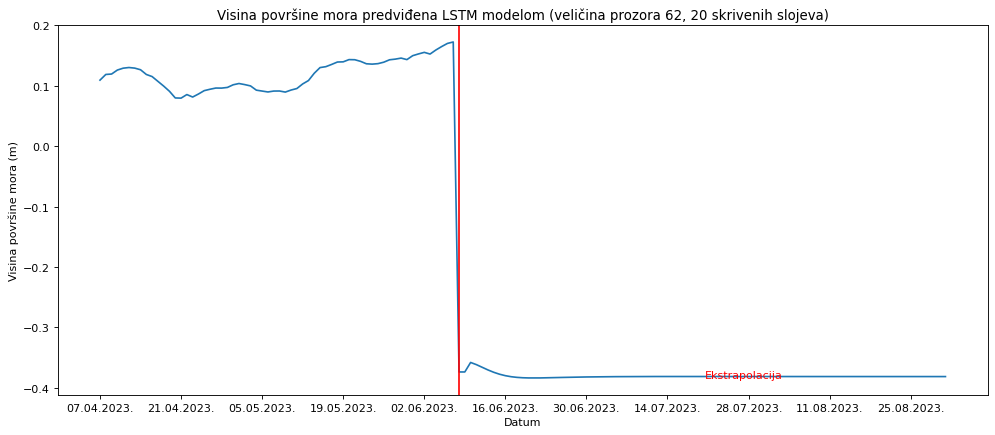 Visina površine mora predviđena LSTM modelom (veličina prozora 62, 20 skrivenih slojeva)
Visina površine mora (m)
0.2
0.1
0.0
−0.1
−0.2
−0.3
−0.4
Ekstrapolacija
07.04.2023. 21.04.2023. 05.05.2023. 19.05.2023. 02.06.2023. 16.06.2023. 30.06.2023. 14.07.2023. 28.07.2023. 11.08.2023. 25.08.2023.
Datum